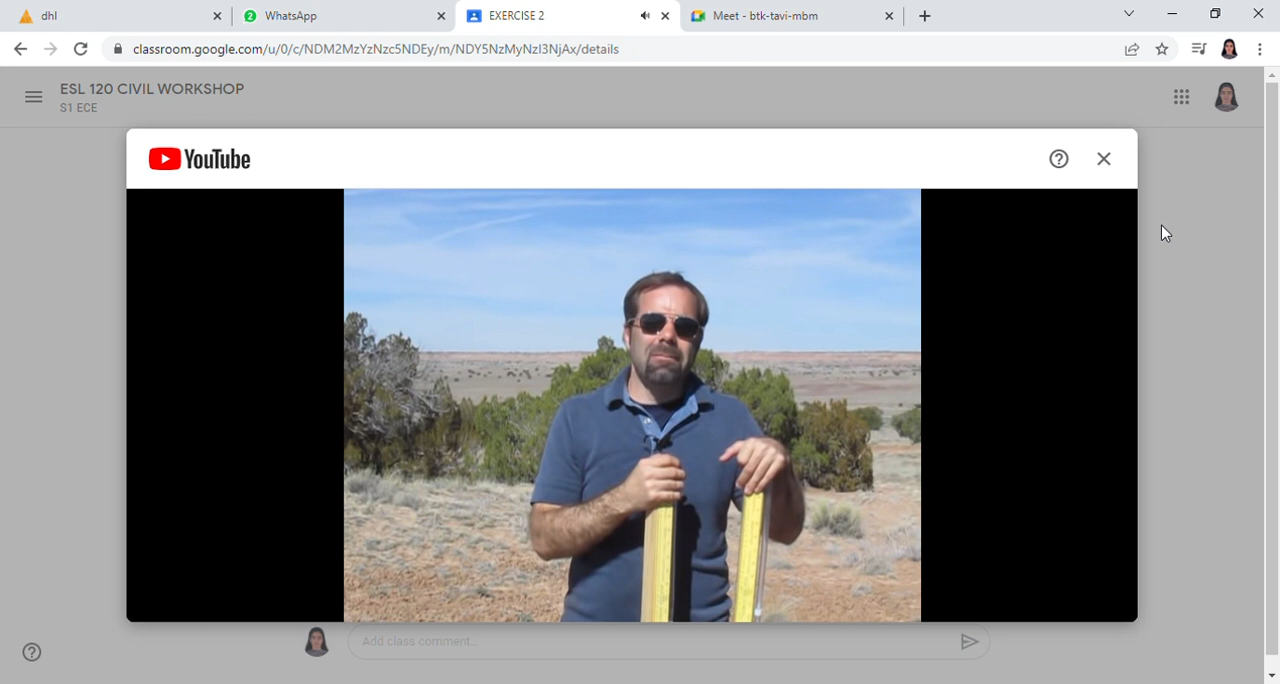 dhl
2 WhatsApp
EXERCISE 2
Meet - btk-tavi-mbm
classroom.google.com/u/0/c/NDM2MzYzNzc5NDEy/m/NDY5NzMyNzI3NjAx/details
ESL 120 CIVIL WORKSHOP
S1 ECE
YouTube
Add class comment...